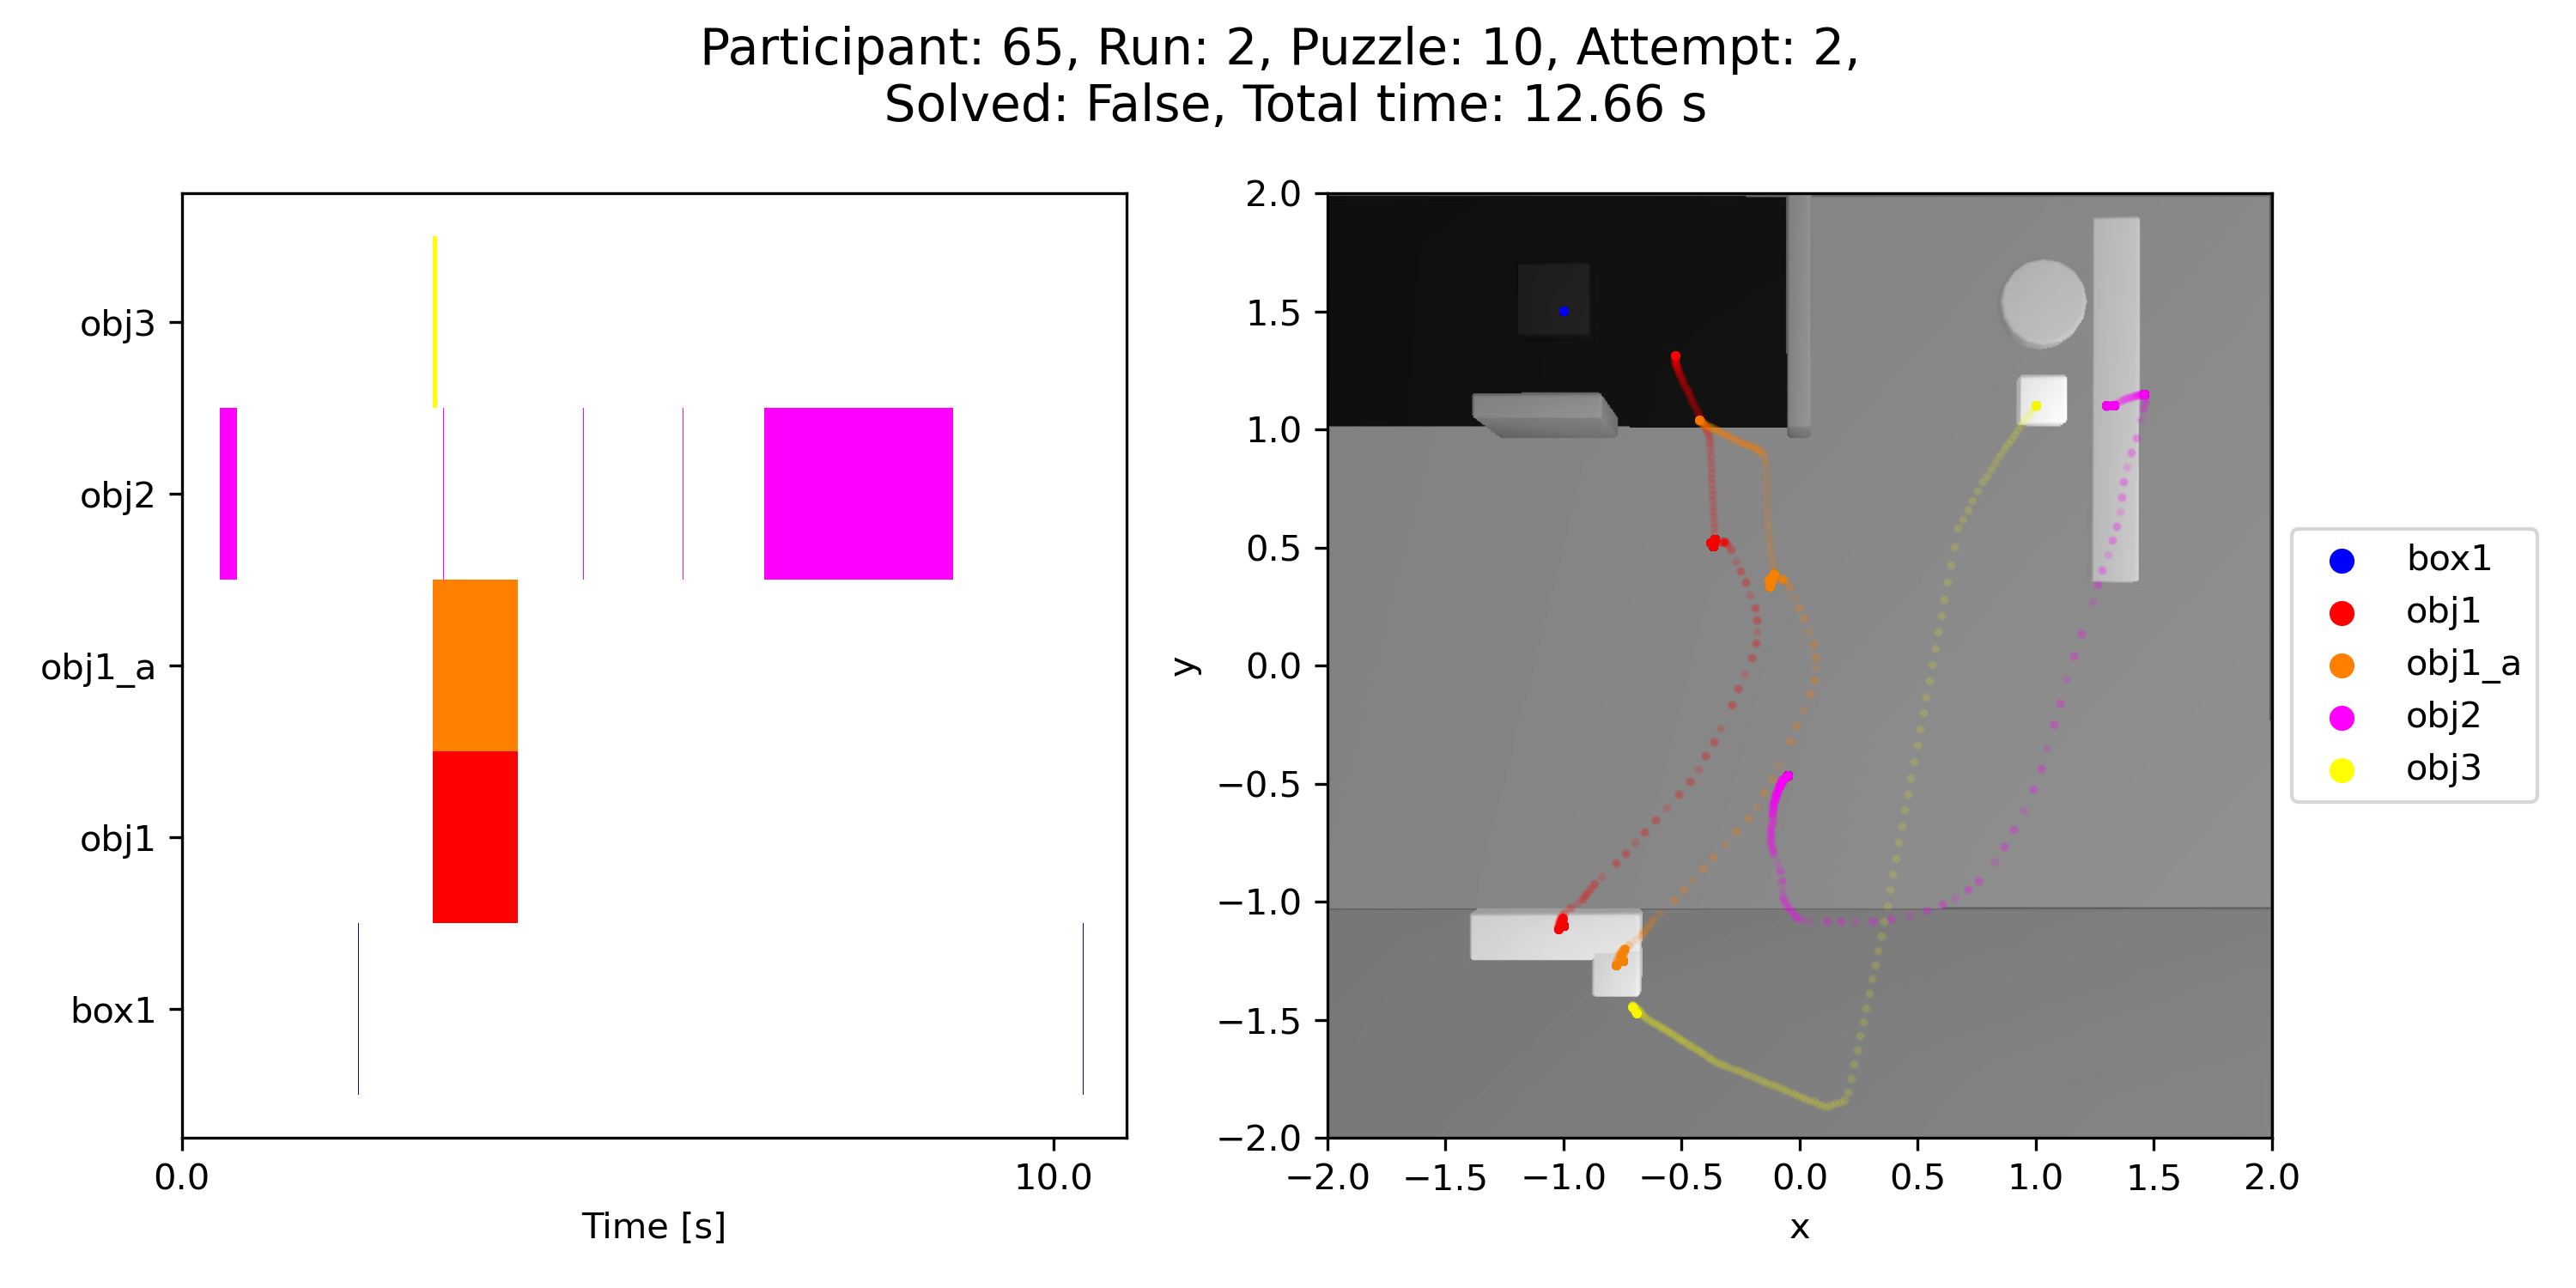 Participant: 65, Run: 2, Puzzle: 10, Attempt: 2,
Solved: False, Total time: 12.66 s
obj3
obj2
obj1_a
obj1
box1
0.0
10.0
Time [s]
2.0
1.5
1.0
0.5
0.0
−0.5
−1.0
−1.5
−2.0
y
−2.0
−1.5
−1.0
−0.5
0.0
0.5
1.0
1.5
2.0
x
box1
obj1
obj1_a
obj2
obj3